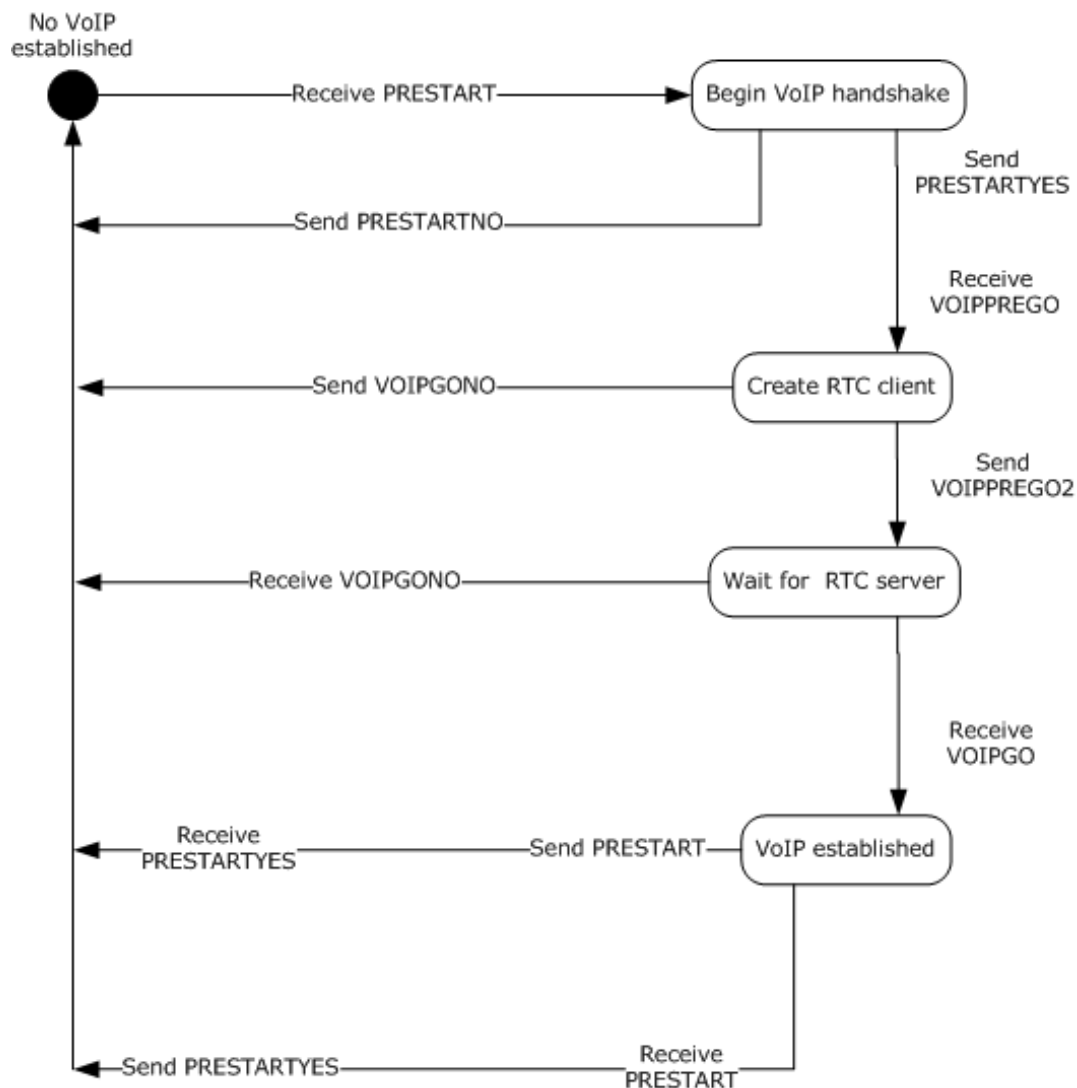 No VoIP
established
Receive PRESTART
Begin VoIP handshake
Send
PRESTARTYES
Send PRESTARTNO
Receive
VOIPPREGO
Send VOIPGONO
Create RTC client
Send
VOIPPREGO2
Receive VOIPGONO
Wait for RTC server
Receive
VOIPGO
Receive
PRESTARTYES
Send PRESTART
VoIP established
Send PRESTARTYES
Receive
PRESTART